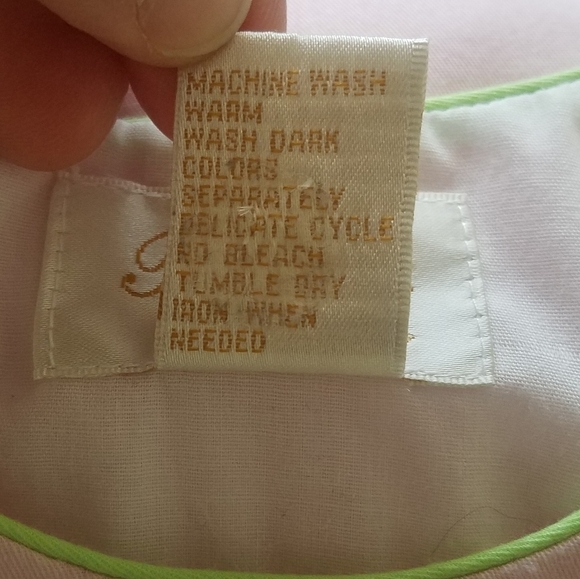 MACHINE WASH
WARM
WASH DARK
COLORS
SEPARATELY
DELICATE CYCLE
NO BLEACH
TUMBLE DRY
IRON WHEN
NEEDED